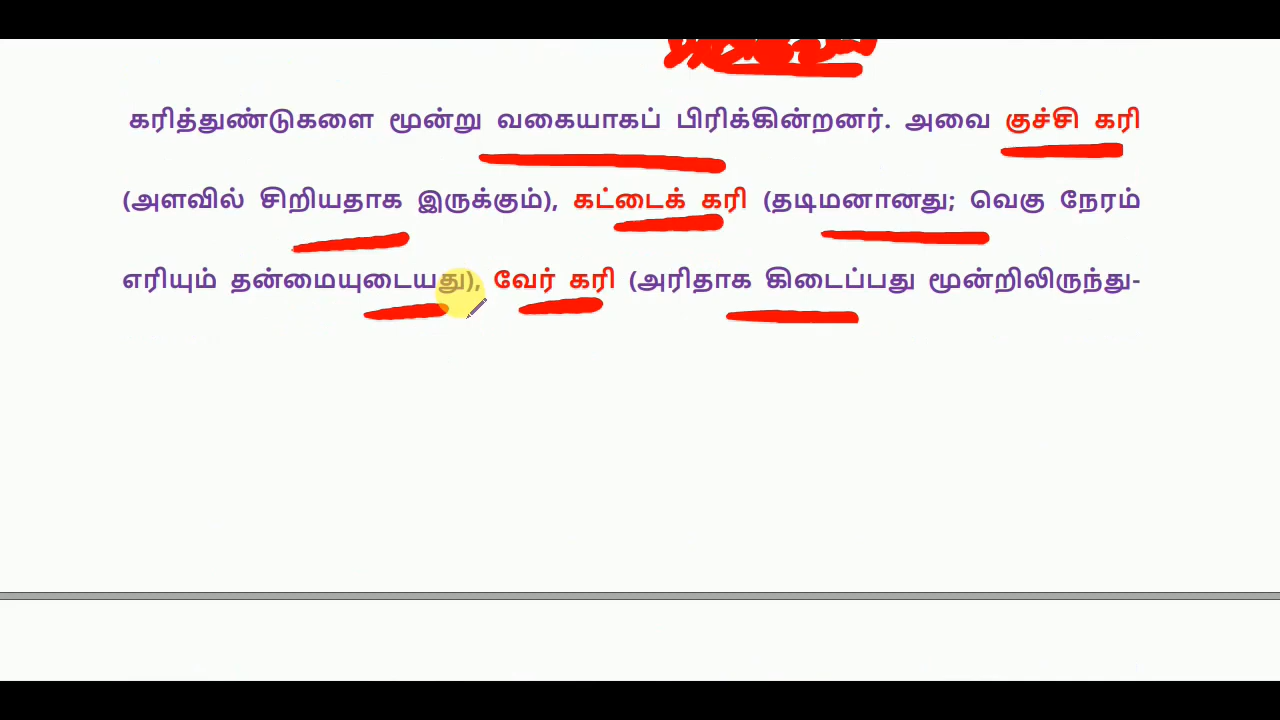 கரித்துண்டுகளை மூன்று வகையாகப் பிரிக்கின்றனர். அவை குச்சி கரி
(அளவில் சிறியதாக இருக்கும்), கட்டைக் கரி (தடிமனானது; வெகு நேரம்
எரியும் தன்மையுடையது), வேர் கரி (அரிதாக கிடைப்பது மூன்றிலிருந்து-